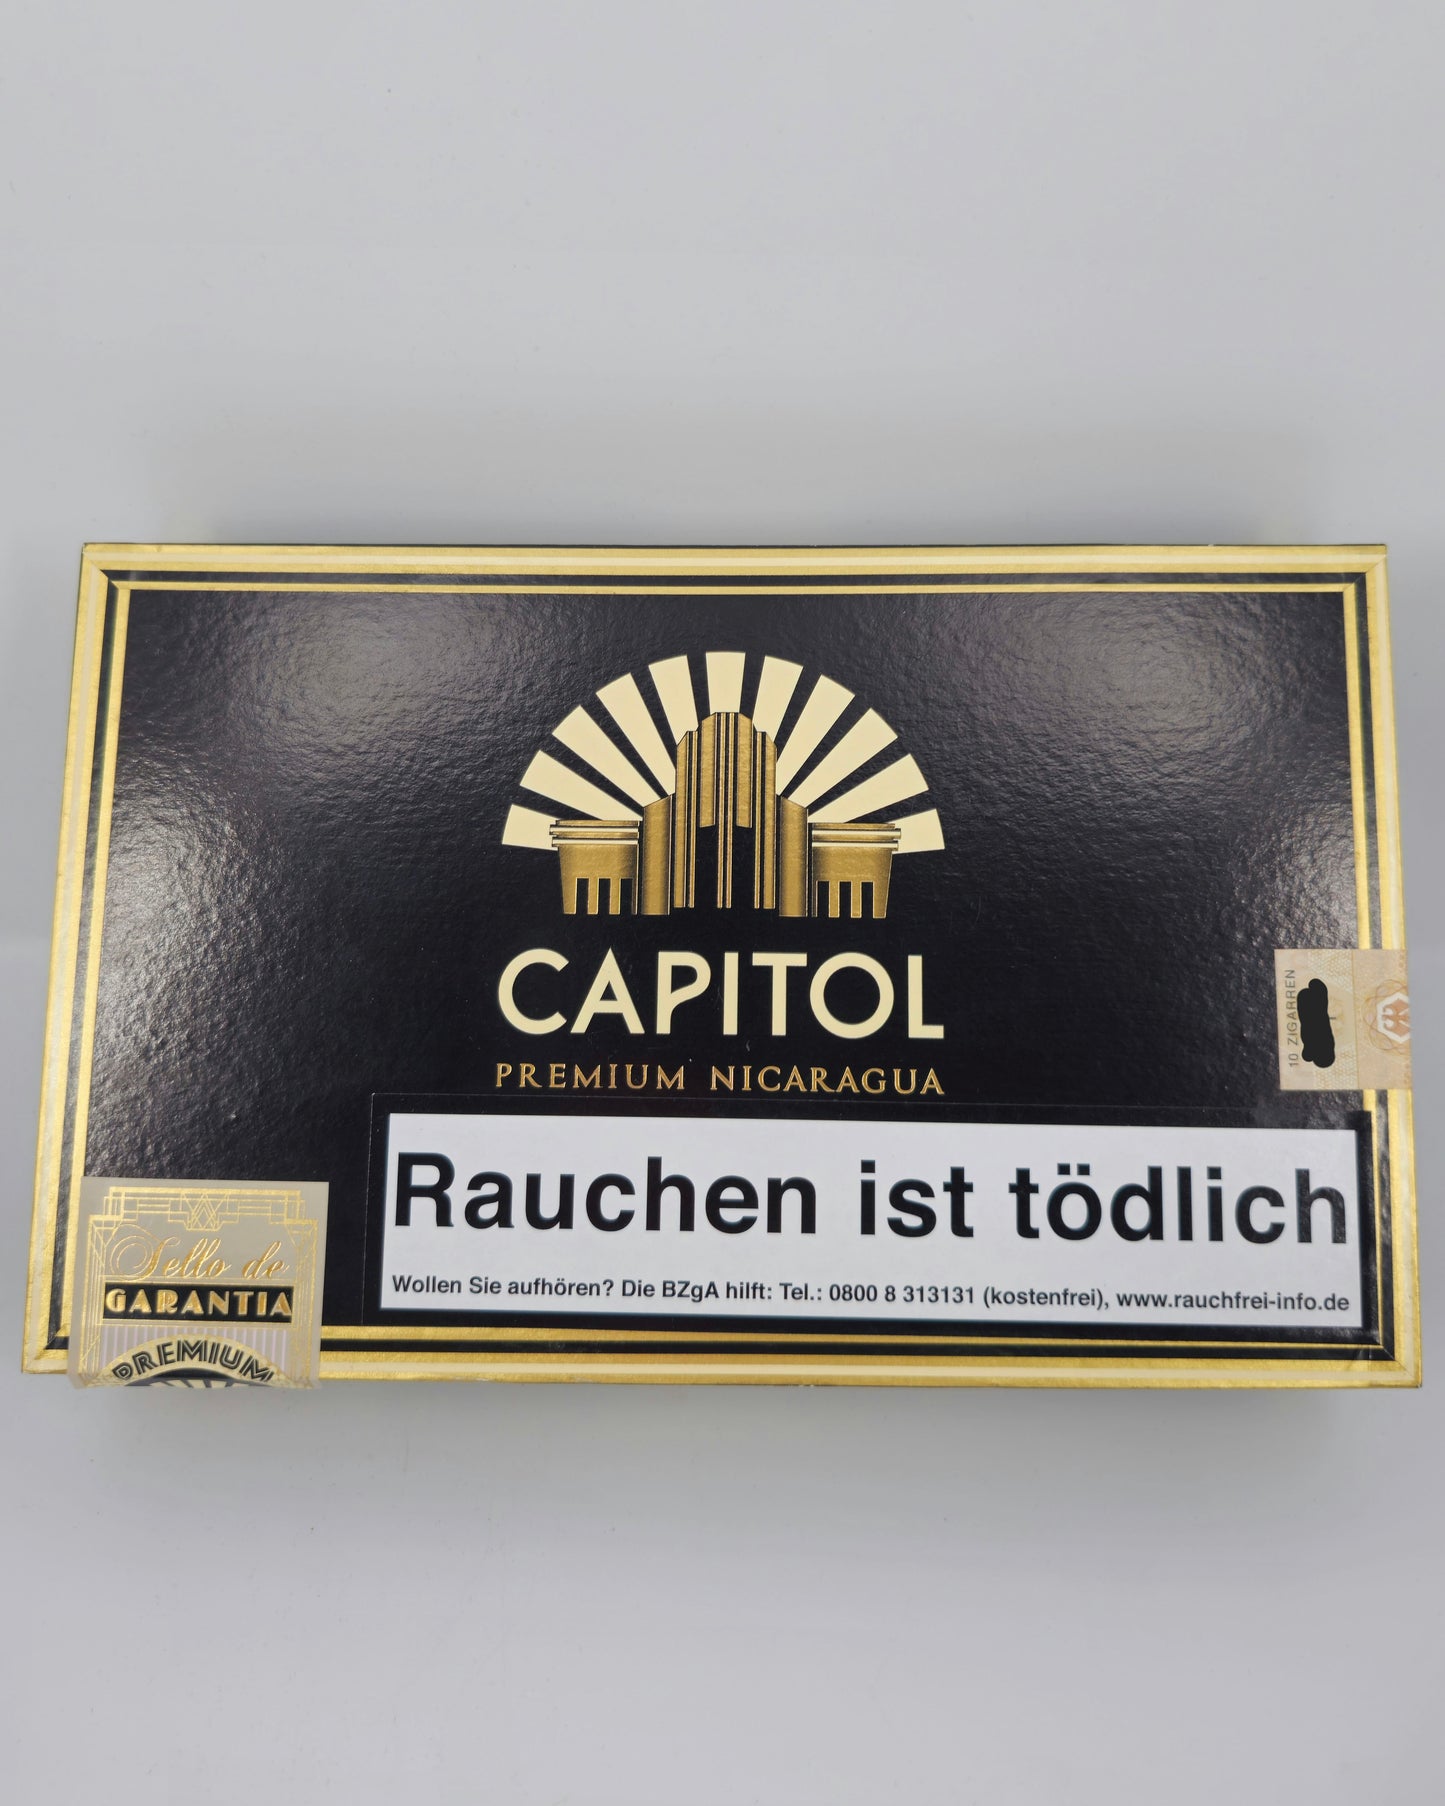 CAPITOL
PREMIUM NICARAGUA
10 ZIGARREN
Rauchen ist tödlich
Wollen Sie aufhören? Die BZgA hilft: Tel.: 0800 8 313131 (kostenfrei), www.rauchfrei-info.de
Sello de
GARANTIA
PREMIUM